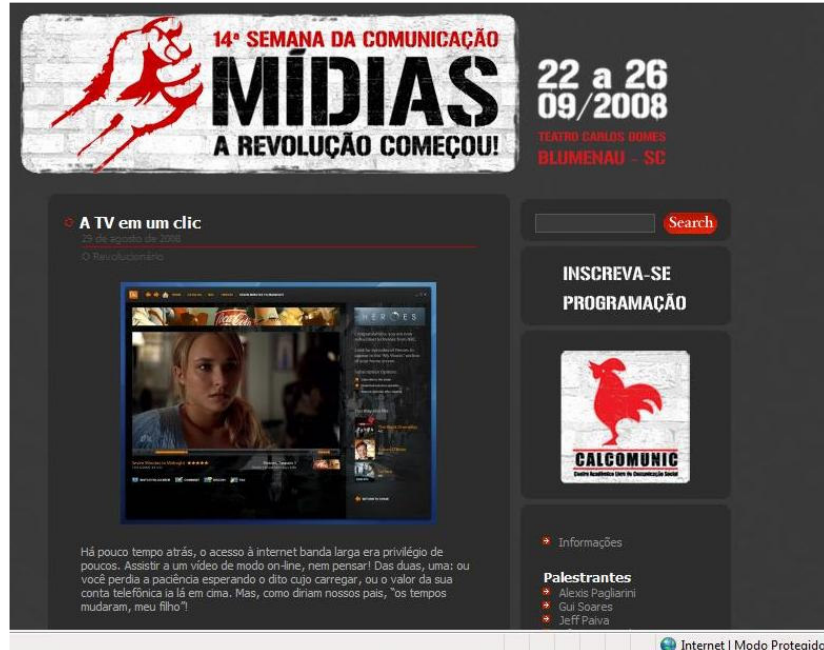 14ª SEMANA DA COMUNICAÇÃO
MÍDIAS
A REVOLUÇÃO COMEÇOU!
22 a 26
09/2008
TEATRO CARLOS GOMES
BLUMENAU - SC
A TV em um clic
29 de agosto de 2008
O Revolucionário
HEROES
Há pouco tempo atrás, o acesso à internet banda larga era privilégio de
poucos. Assistir a um vídeo de modo on-line, nem pensar! Das duas, uma: ou
você perdia a paciência esperando o dito cujo carregar, ou o valor da sua
conta telefônica ia lá em cima. Mas, como diriam nossos pais, “os tempos
mudaram, meu filho”!
Search
INSCREVA-SE
PROGRAMAÇÃO
CALCOMUNIC
Centro Acadêmico Livre de Comunicação Social
Informações
Palestrantes
Alexis Pagliarini
Gui Soares
Jeff Paiva
Internet | Modo Protegido